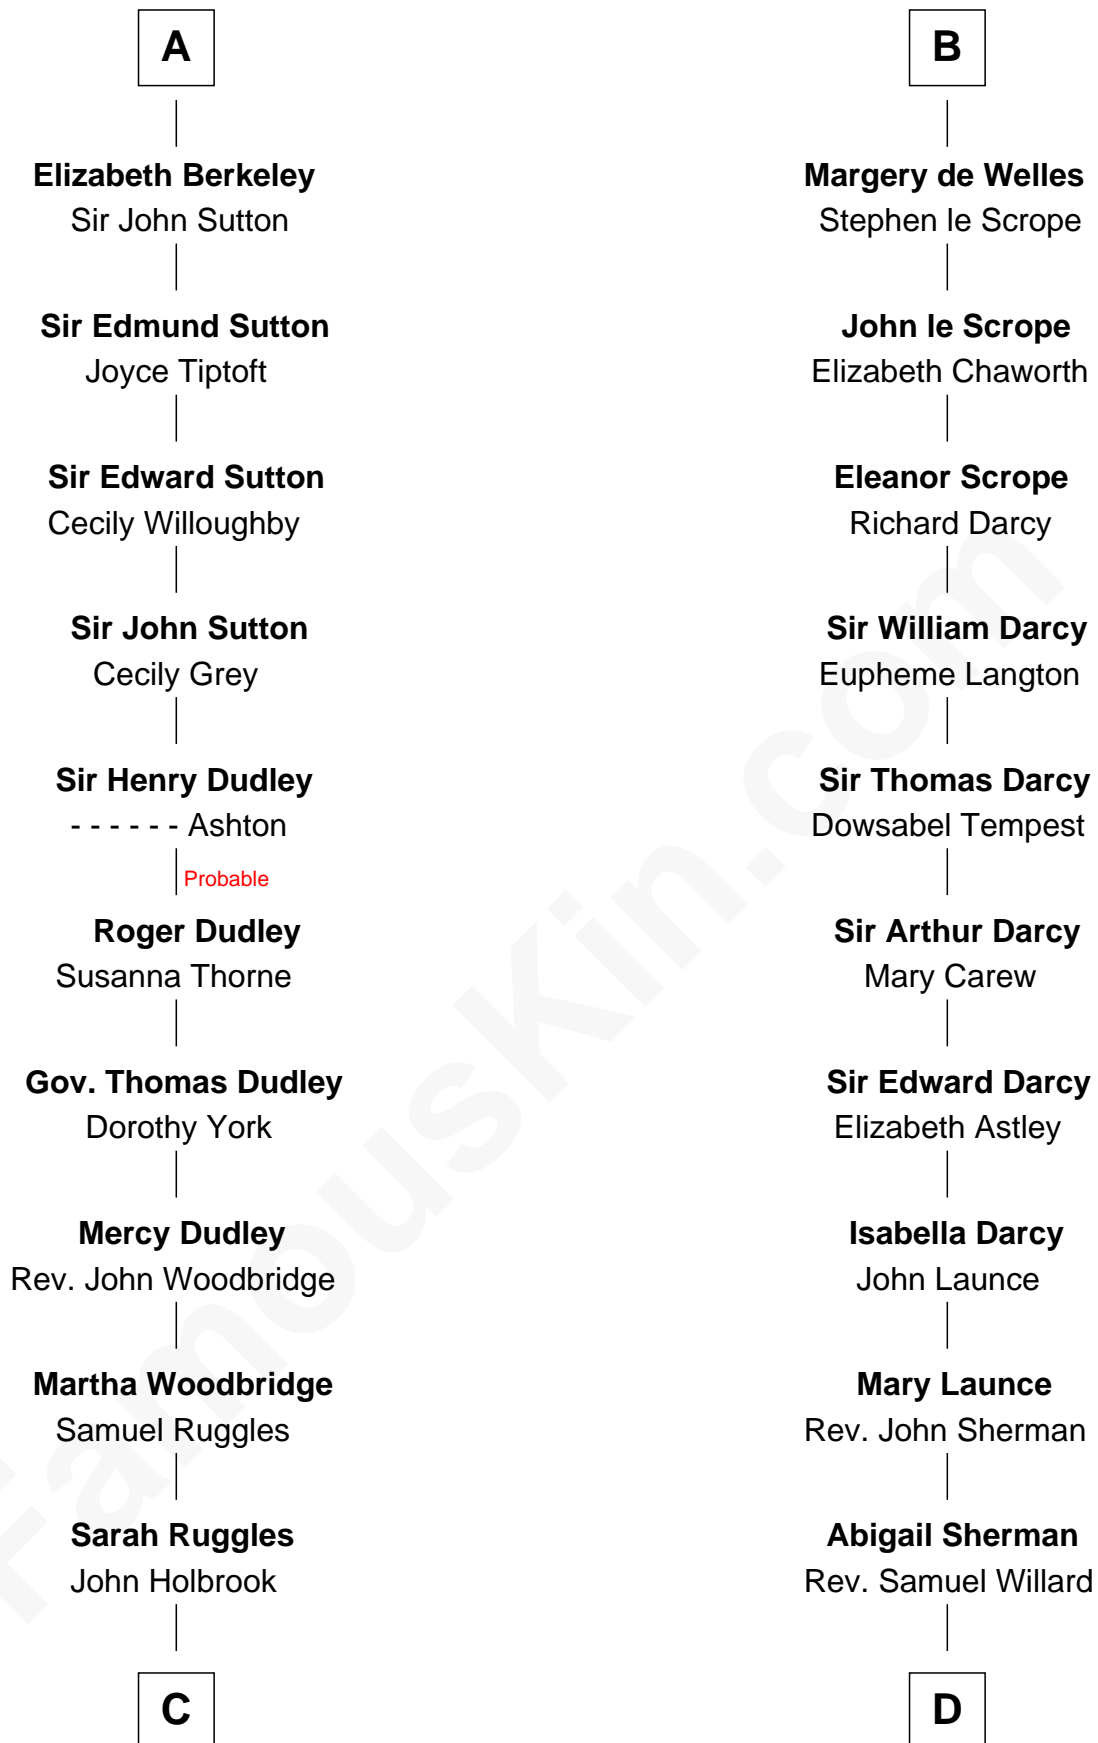 A
Elizabeth Berkeley
Sir John Sutton
Sir Edmund Sutton
Joyce Tiptoft
Sir Edward Sutton
Cecily Willoughby
Sir John Sutton
Cecily Grey
Sir Henry Dudley
- - - - - - Ashton
Probable
Roger Dudley
Susanna Thorne
Gov. Thomas Dudley
Dorothy York
Mercy Dudley
Rev. John Woodbridge
Martha Woodbridge
Samuel Ruggles
Sarah Ruggles
John Holbrook
C
B
Margery de Welles
Stephen le Scrope
John le Scrope
Elizabeth Chaworth
Eleanor Scrope
Richard Darcy
Sir William Darcy
Eupheme Langton
Sir Thomas Darcy
Dowsabel Tempest
Sir Arthur Darcy
Mary Carew
Sir Edward Darcy
Elizabeth Astley
Isabella Darcy
John Launce
Mary Launce
Rev. John Sherman
Abigail Sherman
Rev. Samuel Willard
D
FamousKin.com